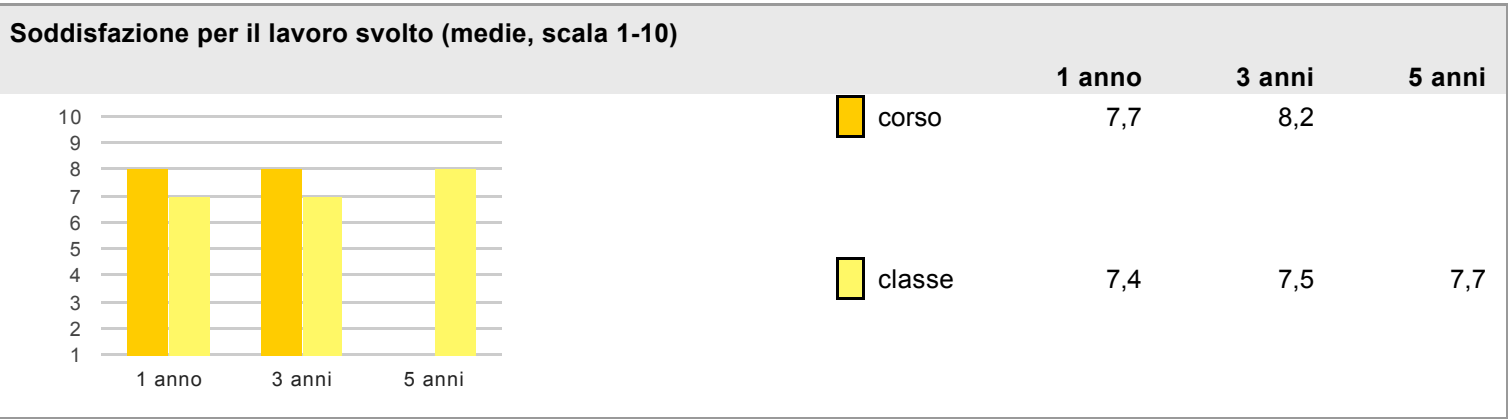 Soddisfazione per il lavoro svolto (medie, scala 1-10)
1 anno 3 anni 5 anni
corso 7,7 8,2
classe 7,4 7,5 7,7
10
9
8
7
6
5
4
3
2
1
1 anno 3 anni 5 anni